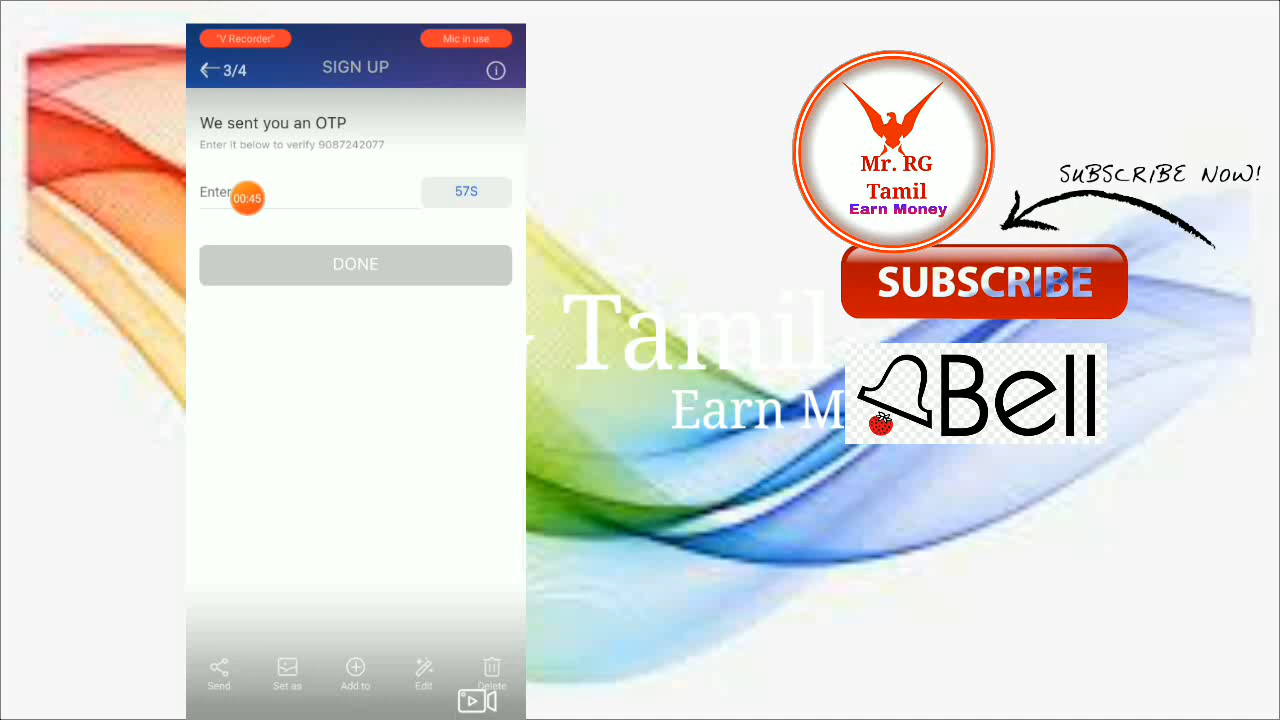 "V Recorder"
Mic in use
3/4
SIGN UP
We sent you an OTP
Enter it below to verify 9087242077
Enter
00:45
57S
DONE
Send
Set as
Add to
Edit
Delete
Mr. RG
Tamil
Earn Money
SUBSCRIBE NOW!
SUBSCRIBE
Bell
Tamil
Earn M